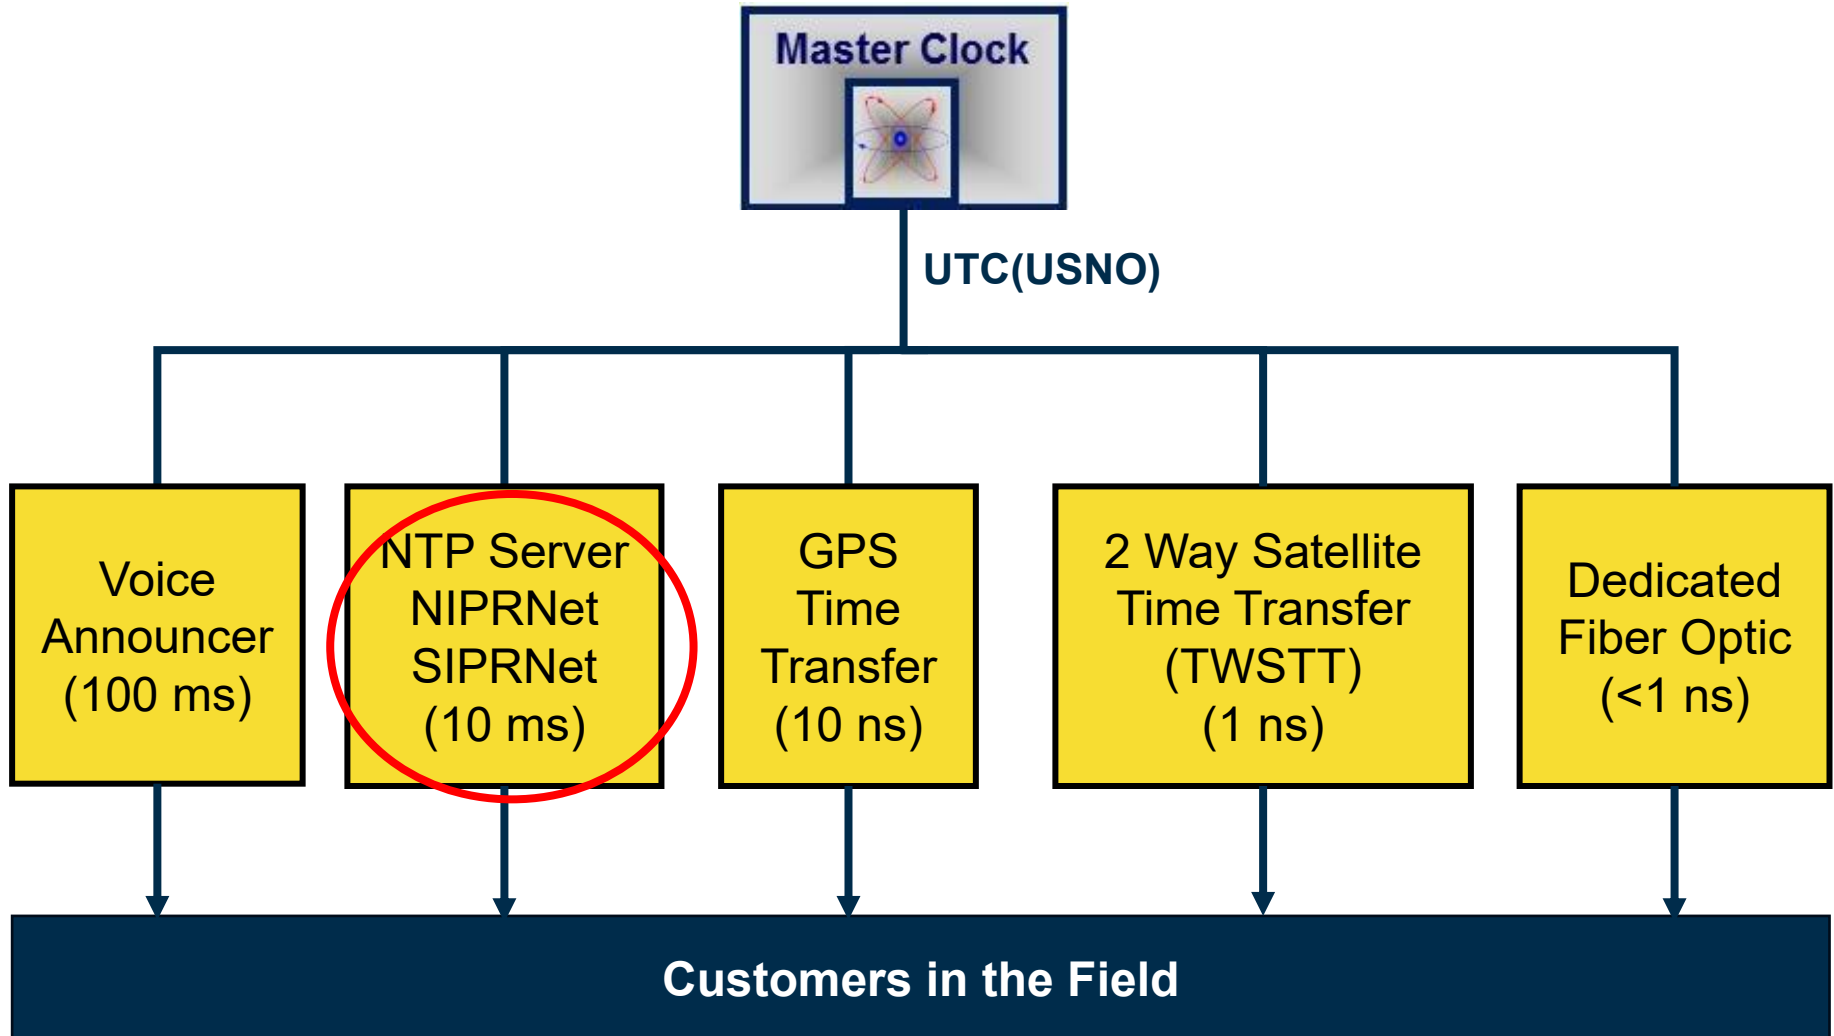 Master Clock
UTC(USNO)
Voice
Announcer
(100 ms)
NTP Server
NIPRNet
SIPRNet
(10 ms)
GPS
Time
Transfer
(10 ns)
2 Way Satellite
Time Transfer
(TWSTT)
(1 ns)
Dedicated
Fiber Optic
(<1 ns)
Customers in the Field